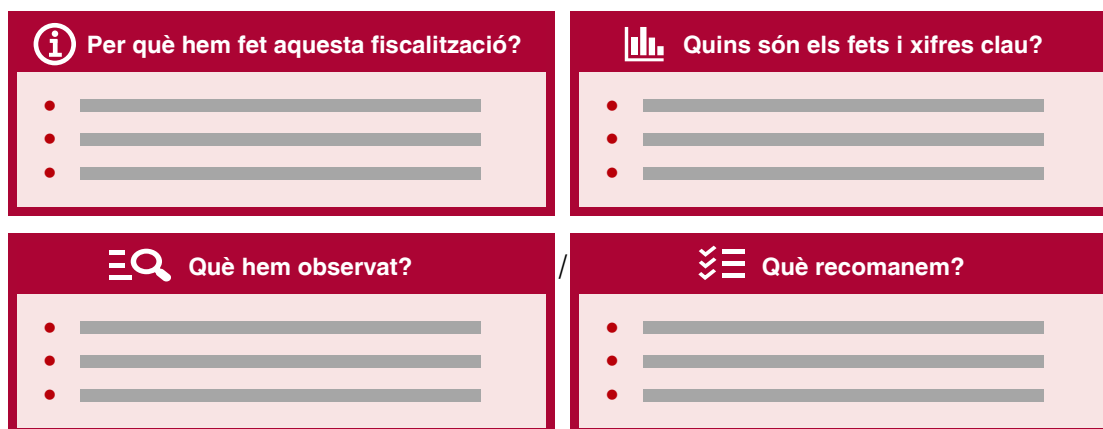 Per què hem fet aquesta fiscalització?
Quins són els fets i xifres clau?
Què hem observat?
/
Què recomanem?